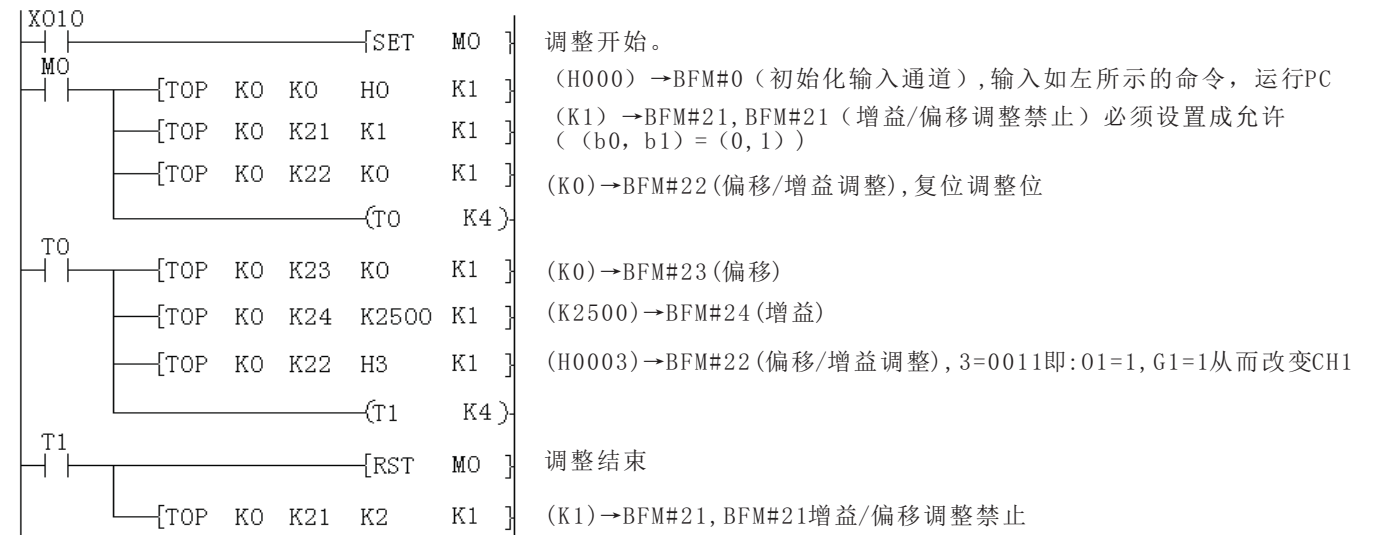 X010
[SET M0 ] 调整开始。
M0
[TOP K0 K0 H0 K1 ] (H000)→BFM#0(初始化输入通道),输入如左所示的命令,运行PC
[TOP K0 K21 K1 K1 ] (K1)→BFM#21,BFM#21(增益/偏移调整禁止)必须设置成允许
((b0,b1)=(0,1))
[TOP K0 K22 K0 K1 ] (K0)→BFM#22(偏移/增益调整),复位调整位
(T0 K4)
T0
[TOP K0 K23 K0 K1 ] (K0)→BFM#23(偏移)
[TOP K0 K24 K2500 K1 ] (K2500)→BFM#24(增益)
[TOP K0 K22 H3 K1 ] (H0003)→BFM#22(偏移/增益调整),3=0011即:O1=1,G1=1从而改变CH1
(T1 K4)
T1
[RST M0 ] 调整结束
[TOP K0 K21 K2 K1 ] (K1)→BFM#21,BFM#21增益/偏移调整禁止